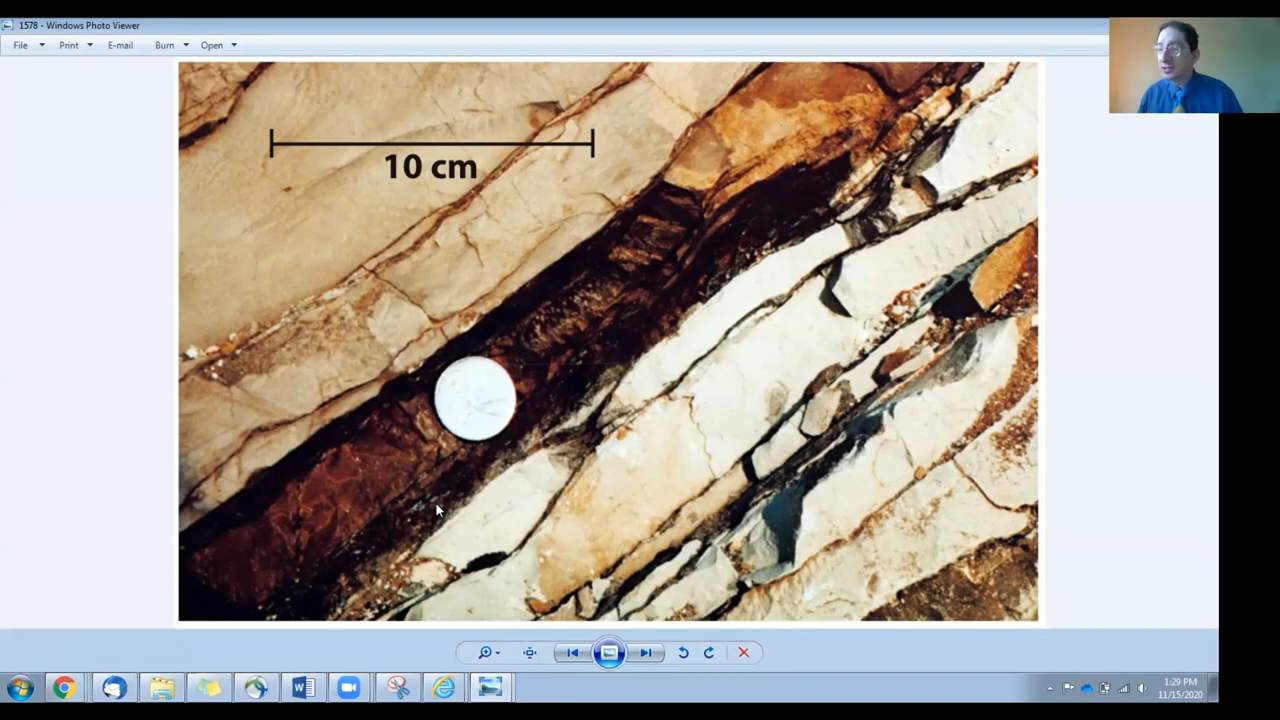 1578 - Windows Photo Viewer
File Print E-mail Burn Open
10 cm
1:29 PM
11/15/2020